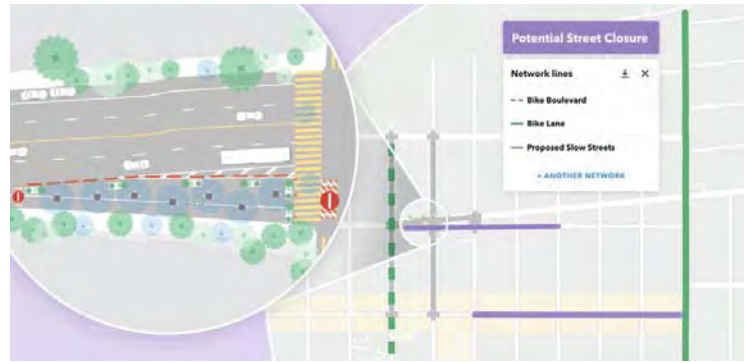 Potential Street Closure
Network lines
Bike Boulevard
Bike Lane
Proposed Slow Streets
+ ANOTHER NETWORK